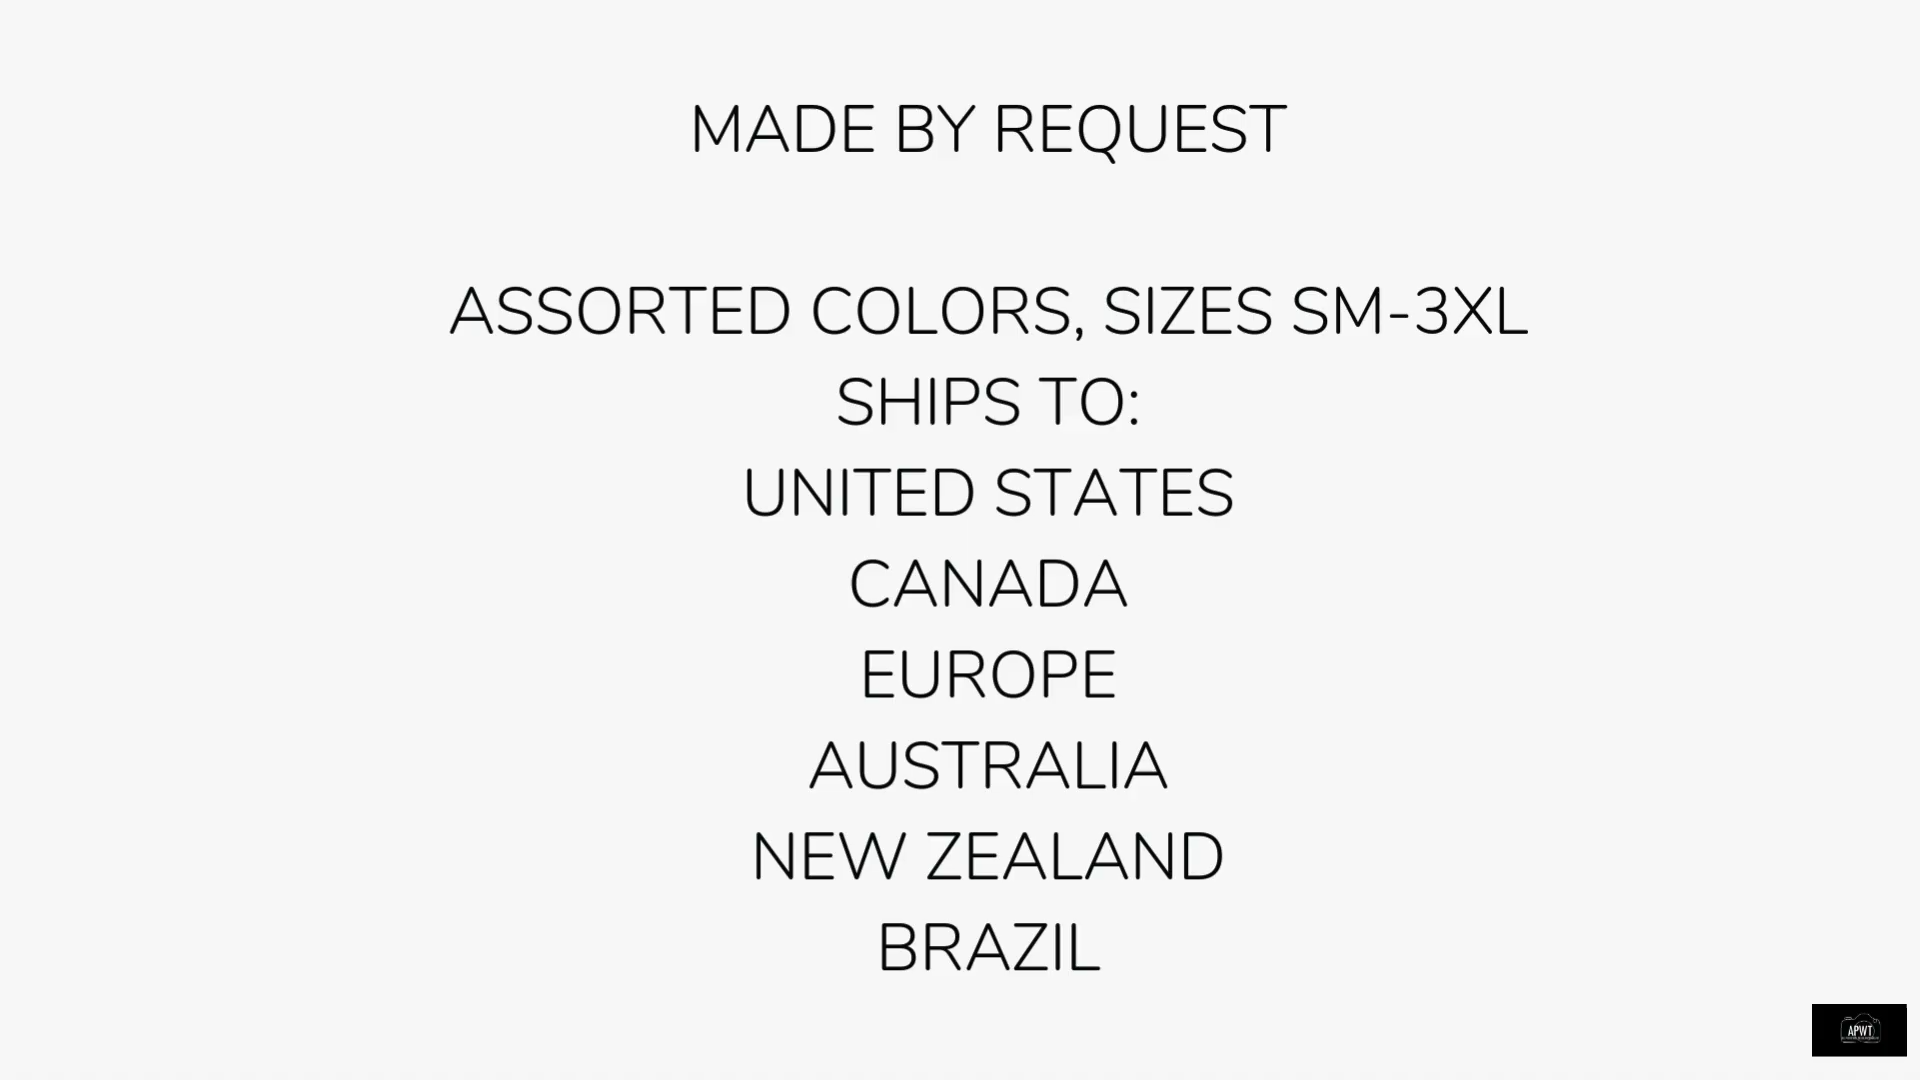 MADE BY REQUEST
ASSORTED COLORS, SIZES SM-3XL
SHIPS TO:
UNITED STATES
CANADA
EUROPE
AUSTRALIA
NEW ZEALAND
BRAZIL
APWT